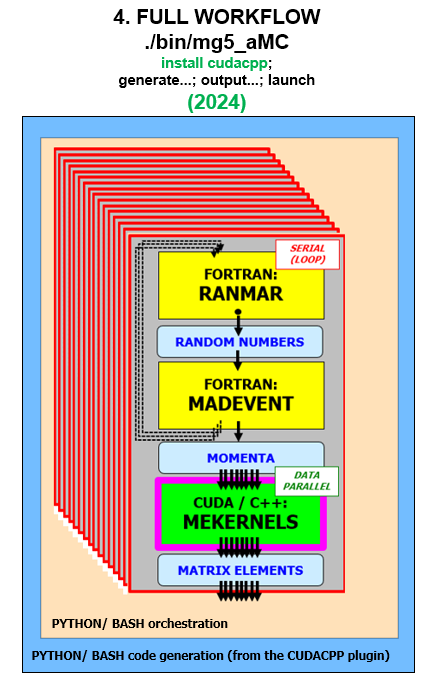 4. FULL WORKFLOW
./bin/mg5_aMC
install cudacpp;
generate...; output...; launch
(2024)
SERIAL
(LOOP)
FORTRAN:
RANMAR
RANDOM NUMBERS
FORTRAN:
MADEVENT
MOMENTA
DATA
PARALLEL
CUDA / C++:
MEKERNELS
MATRIX ELEMENTS
PYTHON/ BASH orchestration
PYTHON/ BASH code generation (from the CUDACPP plugin)